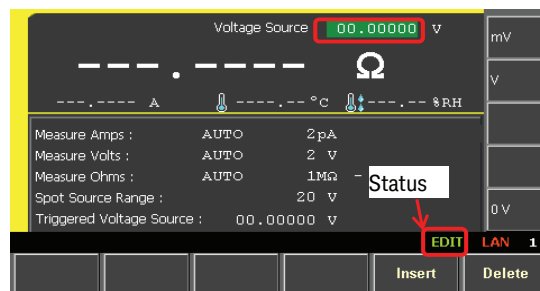 Voltage Source 00.00000 V
mV
---.---- Ω
V
---.---- A ----.-- °C ---.-- %RH
Measure Amps : AUTO 2pA
Measure Volts : AUTO 2 V
Measure Ohms : AUTO 1MΩ -
Status
Spot Source Range : 20 V
0 V
Triggered Voltage Source : 00.00000 V
EDIT LAN 1
Insert Delete